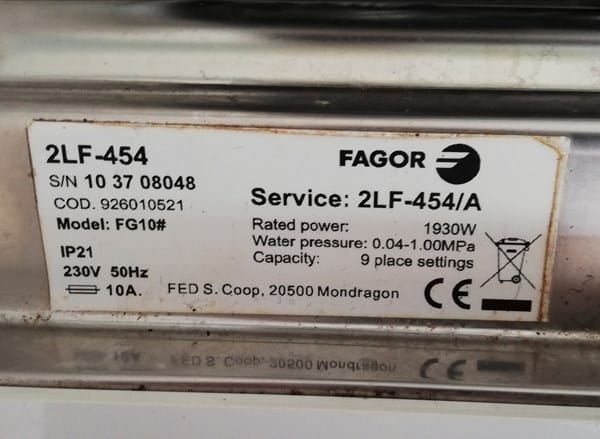 2LF-454
S/N 10 37 08048
COD. 926010521
Model: FG10#
IP21
230V 50Hz
10A.
FAGOR
Service: 2LF-454/A
Rated power: 1930W
Water pressure: 0.04-1.00MPa
Capacity: 9 place settings
FED S. Coop, 20500 Mondragon
CE